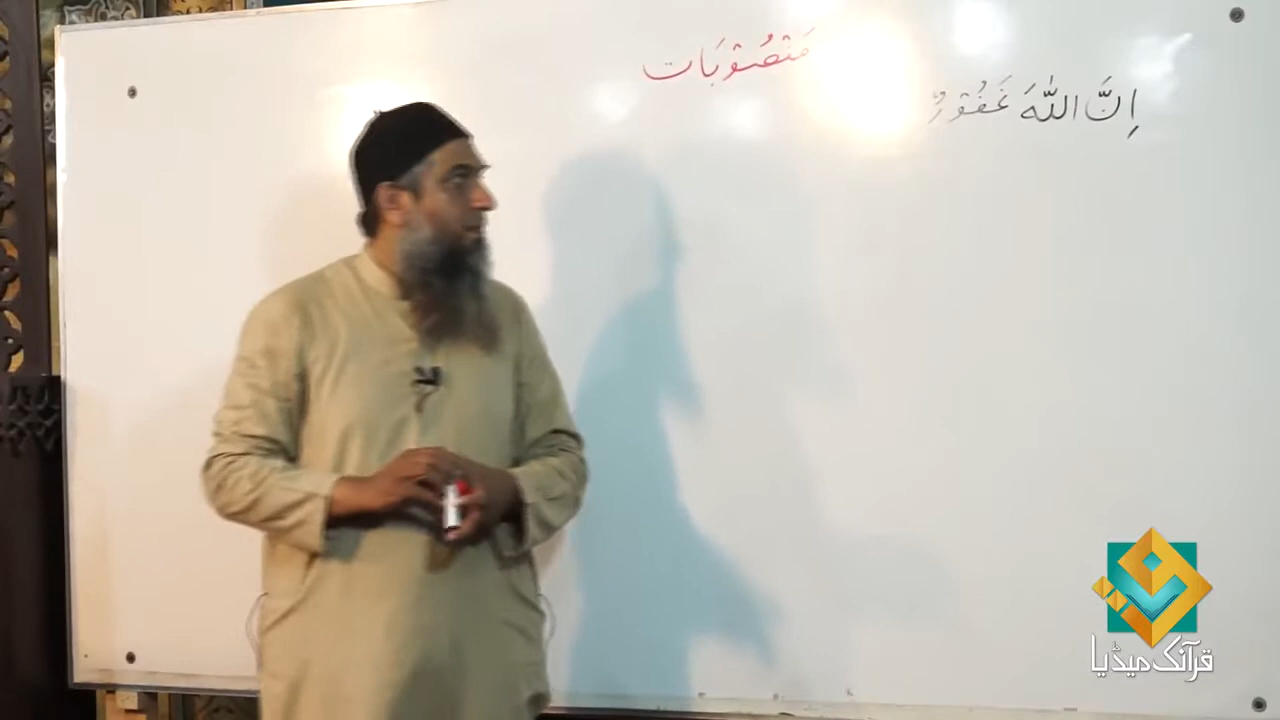 مَنْصُوْبَات
اِنَّ اللّٰهَ غَفُوْرٌ
قرآنک میڈیا